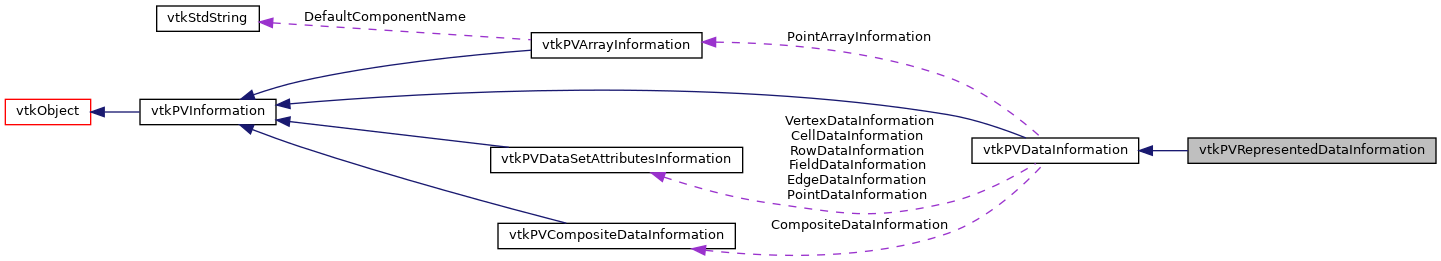 vtkStdString
DefaultComponentName
vtkPVArrayInformation
PointArrayInformation
vtkObject
vtkPVInformation
VertexDataInformation
CellDataInformation
RowDataInformation
FieldDataInformation
EdgeDataInformation
PointDataInformation
vtkPVDataInformation
vtkPVRepresentedDataInformation
vtkPVDataSetAttributesInformation
CompositeDataInformation
vtkPVCompositeDataInformation